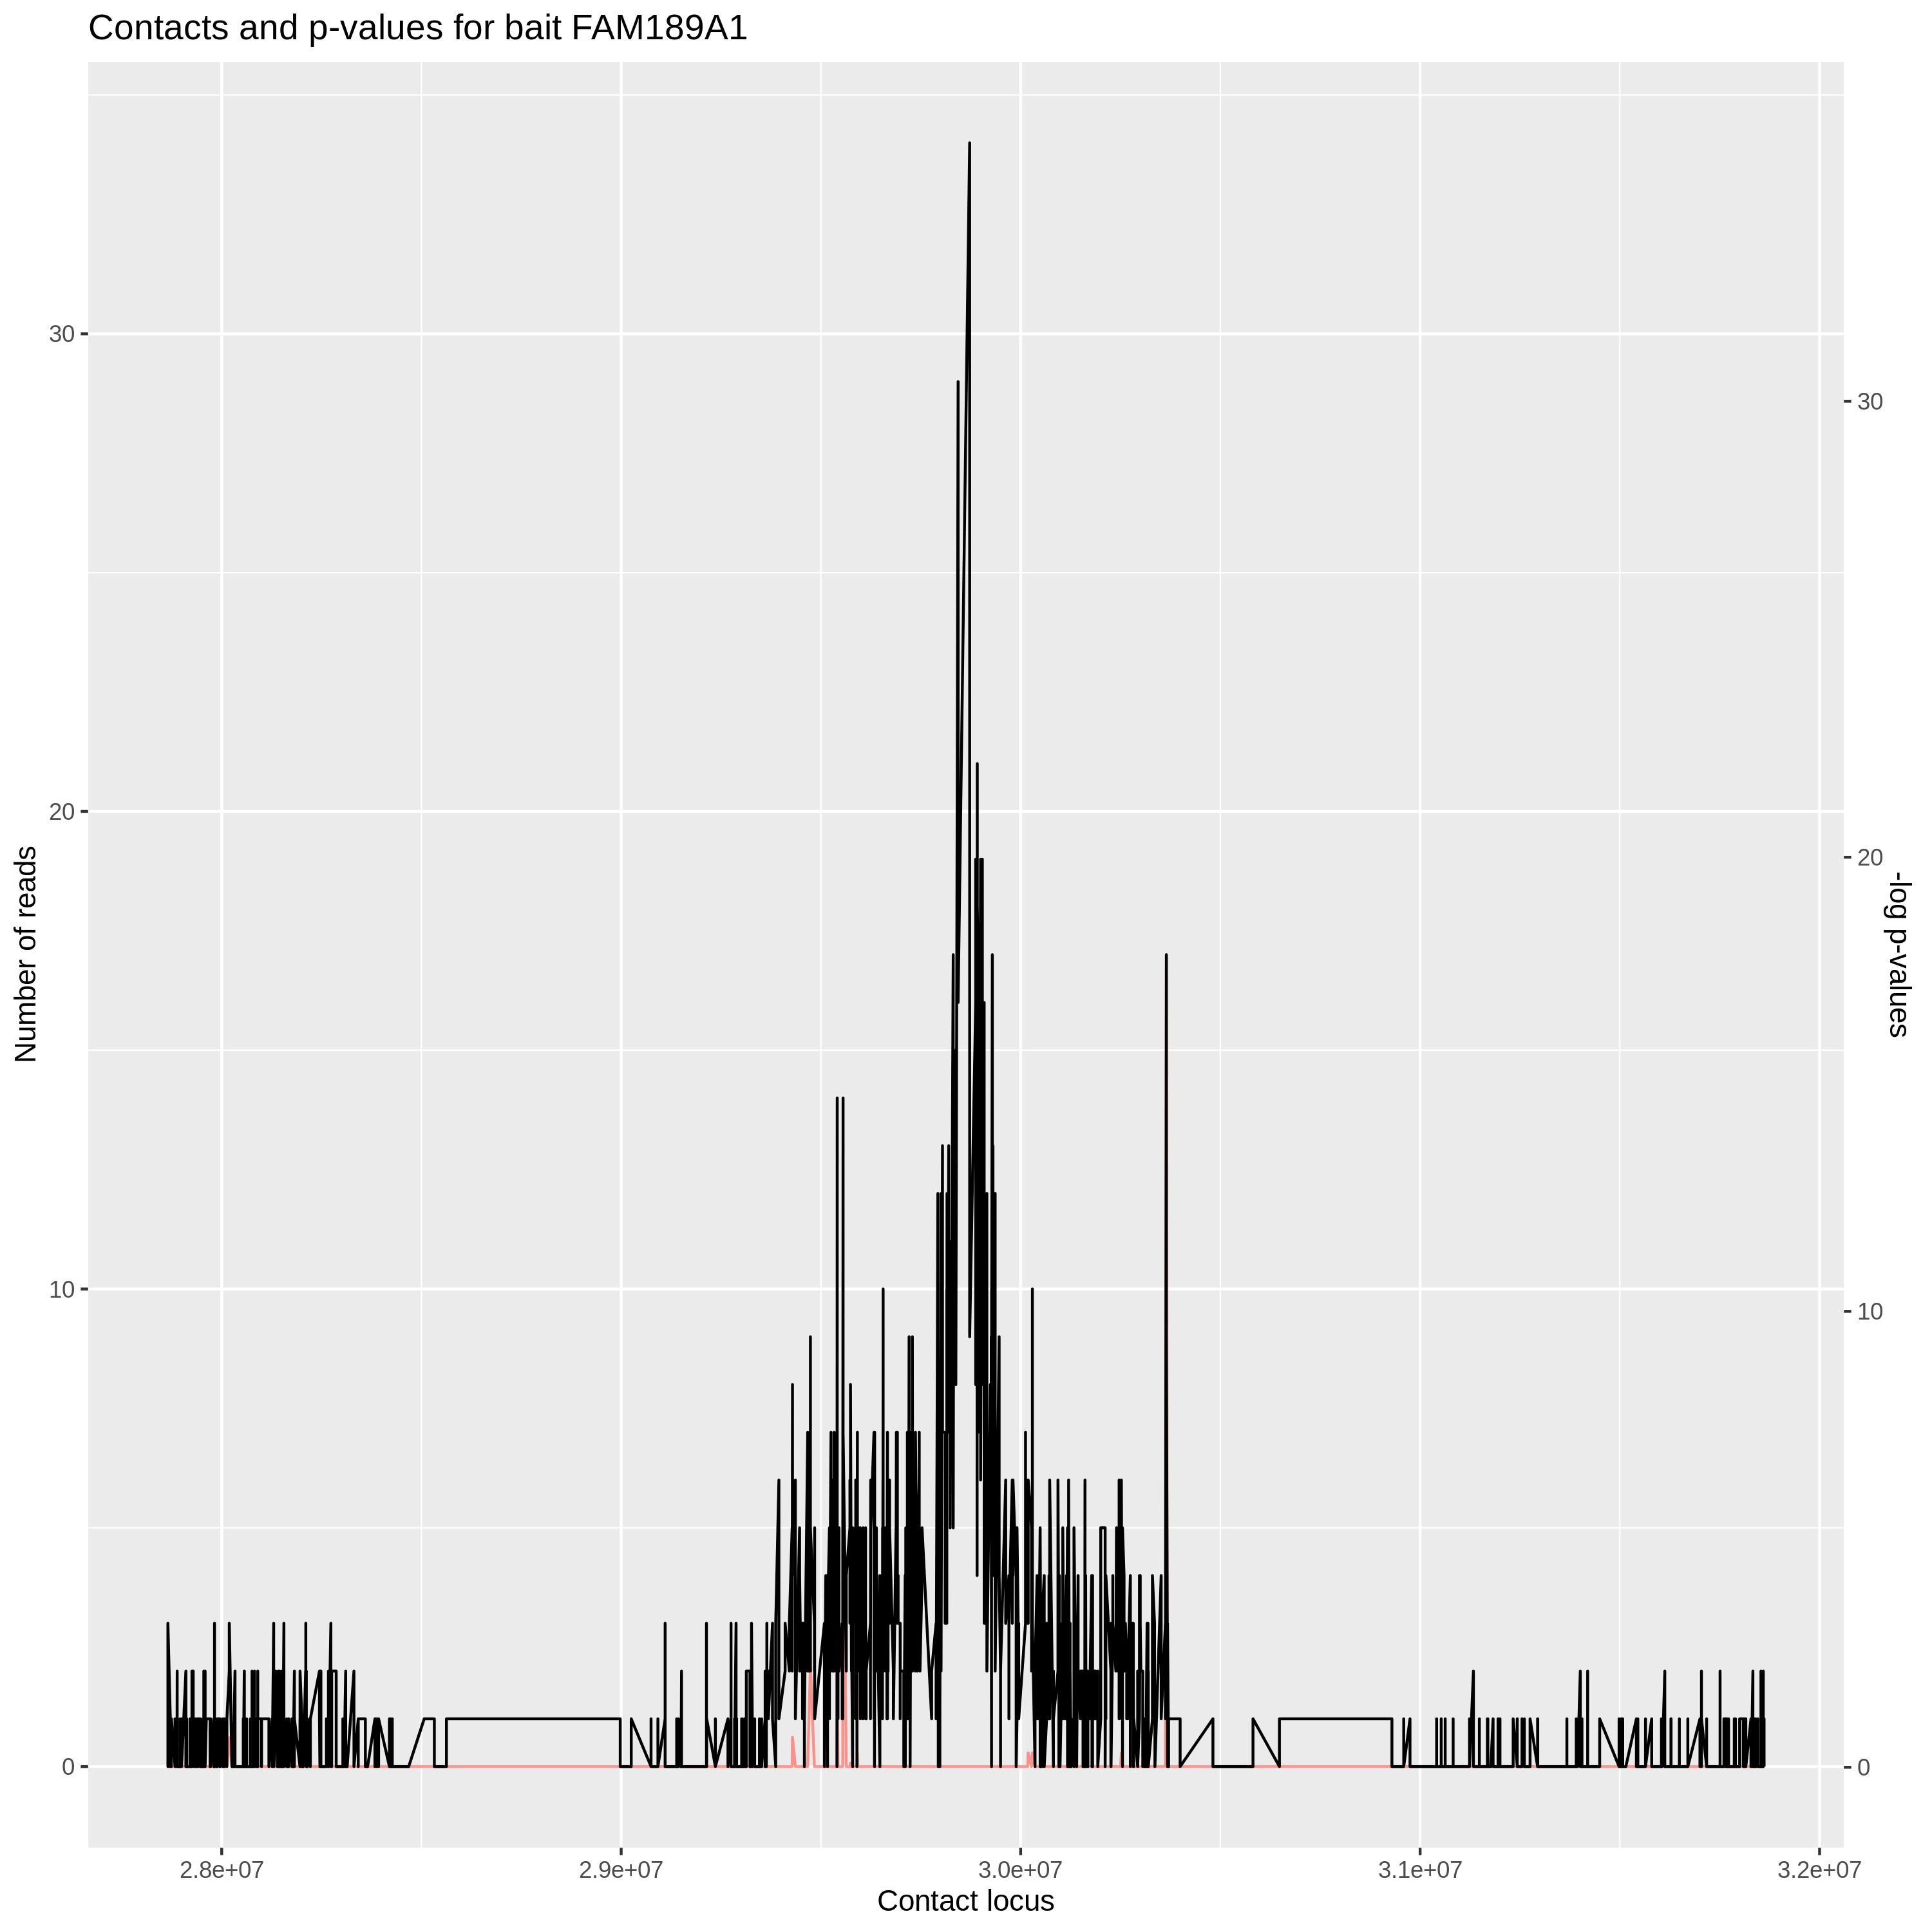 Contacts and p-values for bait FAM189A1
Number of reads
30
20
10
0
30
20
10
0
-log p-values
2.8e+07
2.9e+07
3.0e+07
3.1e+07
3.2e+07
Contact locus